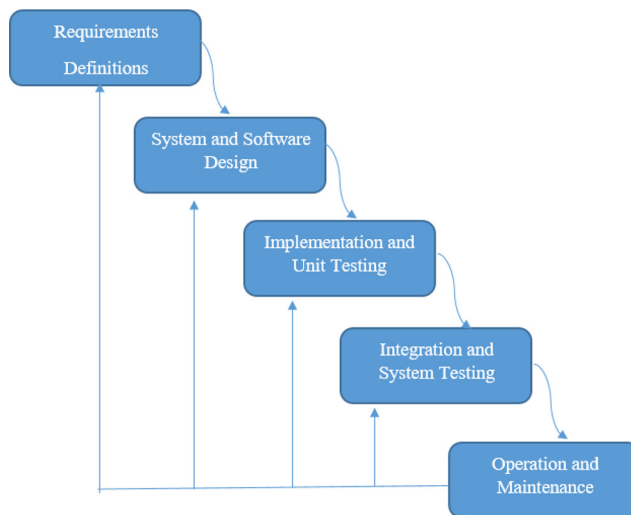 Requirements
Definitions
System and Software
Design
Implementation and
Unit Testing
Integration and
System Testing
Operation and
Maintenance